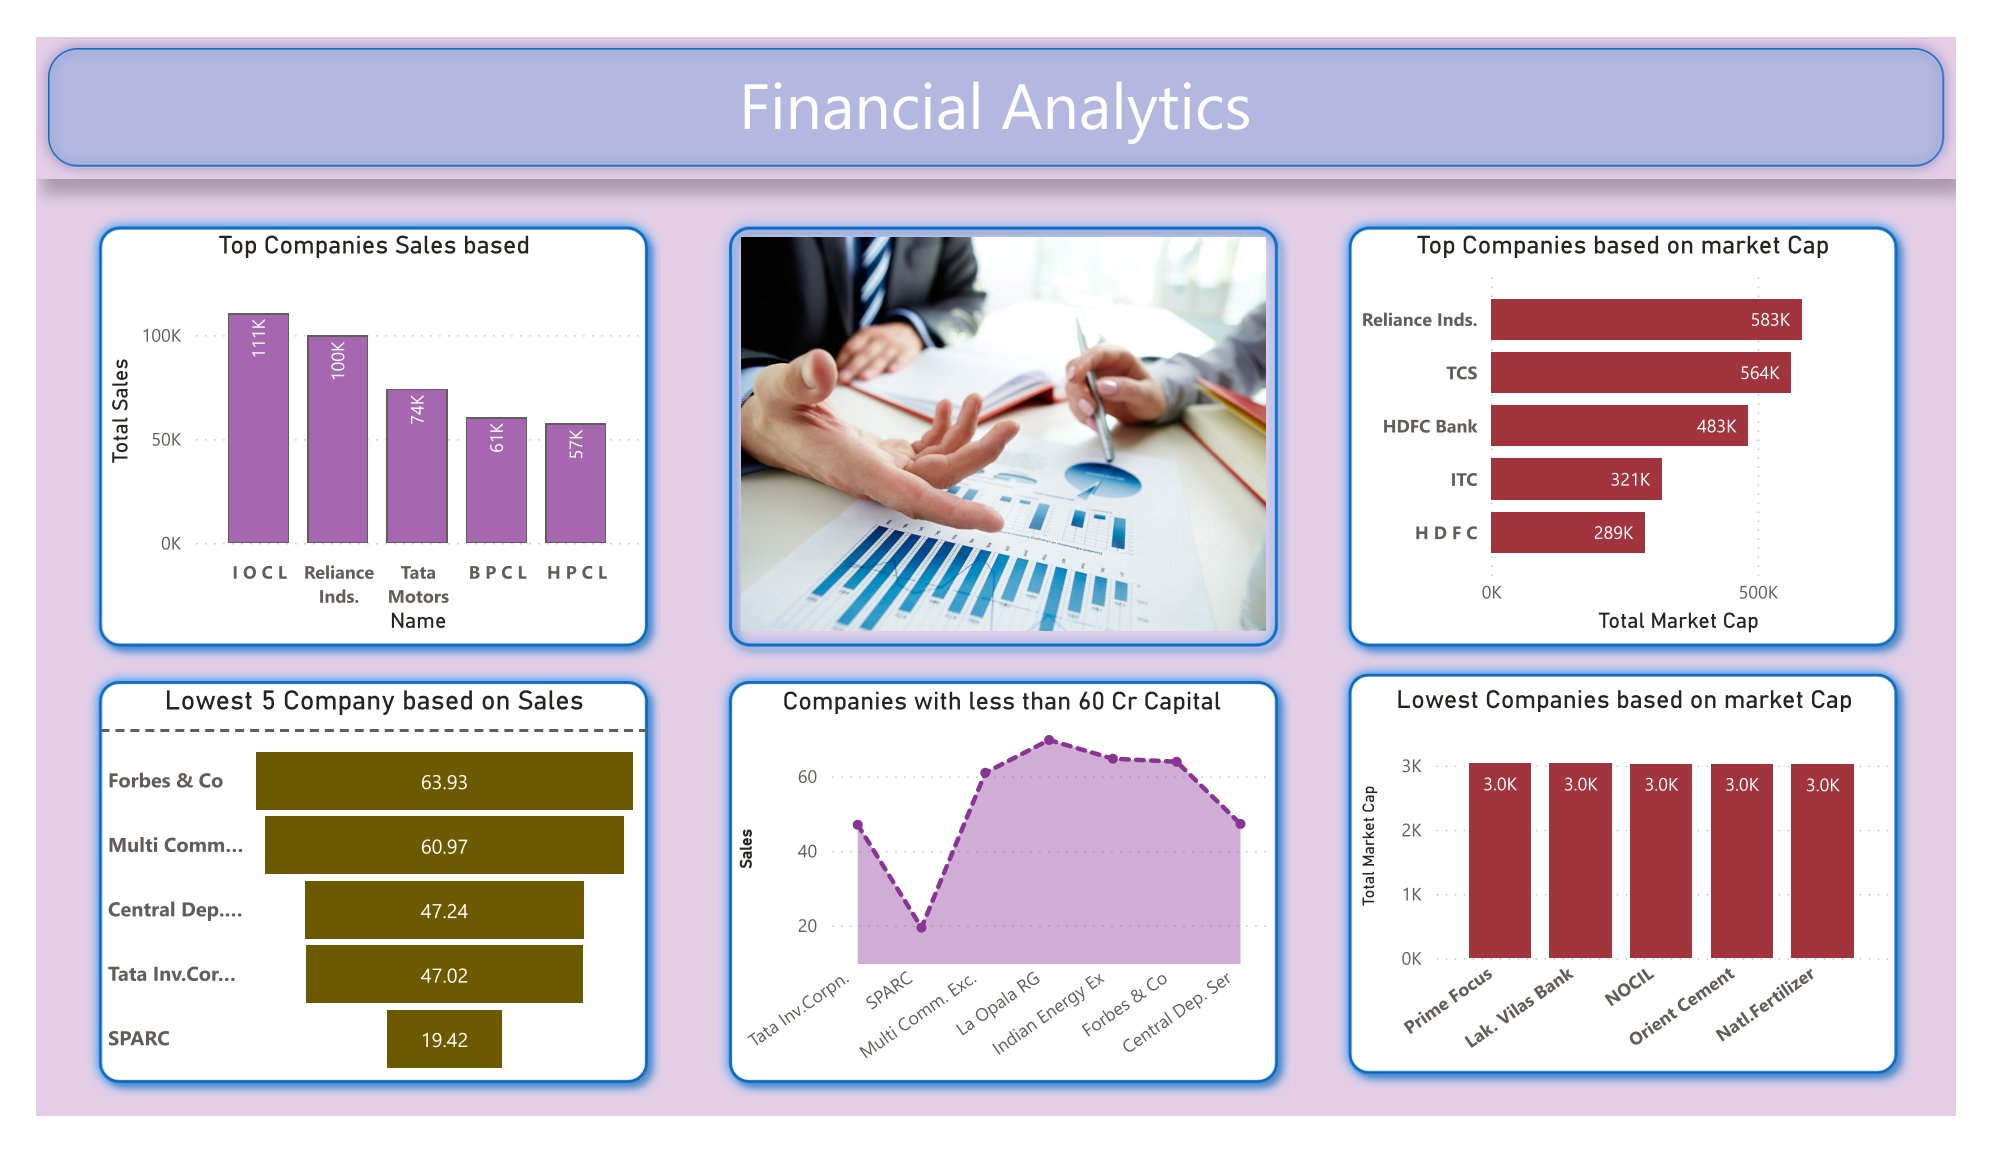 Financial Analytics
Top Companies Sales based
Total Sales
100K
50K
0K
111K
100K
74K
61K
57K
I O C L
Reliance
Inds.
Tata
Motors
B P C L
H P C L
Name
Top Companies based on market Cap
Reliance Inds.
583K
TCS
564K
HDFC Bank
483K
ITC
321K
H D F C
289K
0K
500K
Total Market Cap
Lowest 5 Company based on Sales
Forbes & Co
63.93
Multi Comm...
60.97
Central Dep....
47.24
Tata Inv.Cor...
47.02
SPARC
19.42
Companies with less than 60 Cr Capital
Sales
60
40
20
Tata Inv.Corpn.
SPARC
Multi Comm. Exc.
La Opala RG
Indian Energy Ex
Forbes & Co
Central Dep. Ser
Lowest Companies based on market Cap
Total Market Cap
3K
2K
1K
0K
3.0K
3.0K
3.0K
3.0K
3.0K
Prime Focus
Lak. Vilas Bank
NOCIL
Orient Cement
Natl.Fertilizer